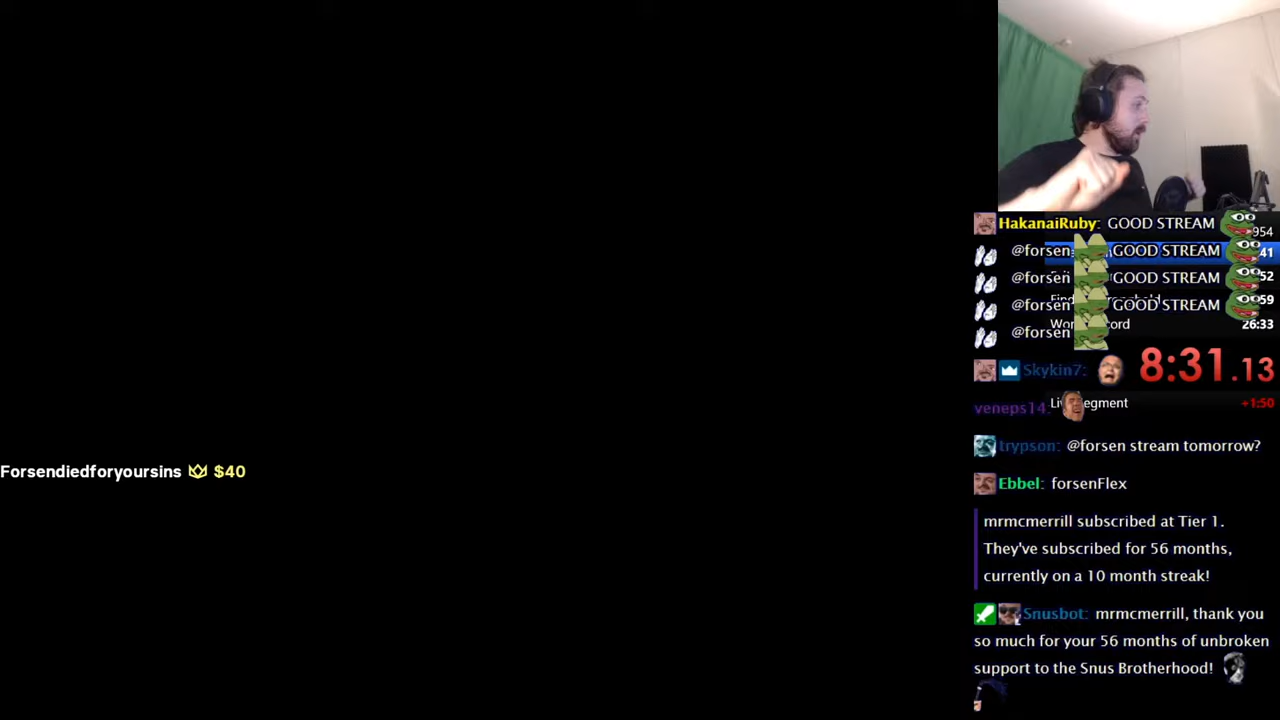 HakanaiRuby: GOOD STREAM
954
@forsen GOOD STREAM
41
@forsen GOOD STREAM
52
@forsen GOOD STREAM
59
@forsen
26:33
Skykin7:
8:31.13
veneps14:
+1:50
trypson: @forsen stream tomorrow?
Ebbel: forsenFlex
Forsendiedforyoursins $40
mrmcmerrill subscribed at Tier 1.
They've subscribed for 56 months,
currently on a 10 month streak!
Snusbot: mrmcmerrill, thank you
so much for your 56 months of unbroken
support to the Snus Brotherhood!